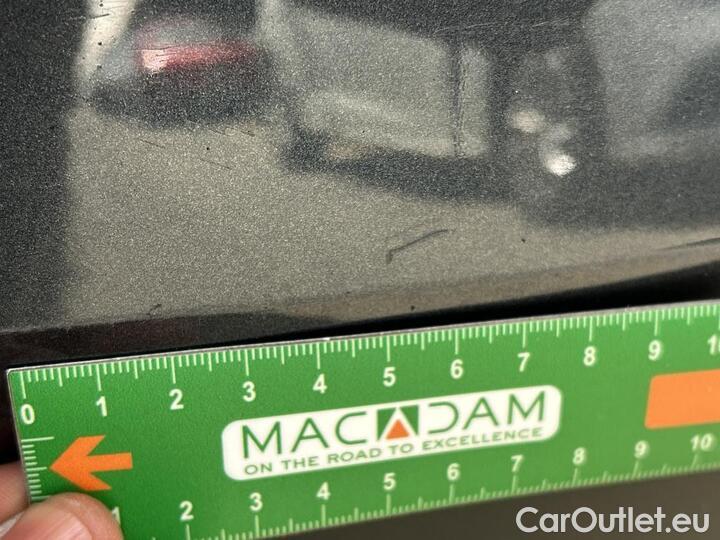 0 1 2 3 4 5 6 7 8 9 10
MACADAM
ON THE ROAD TO EXCELLENCE
1 2 3 4 5 6 7 8 9 10
CarOutlet.eu